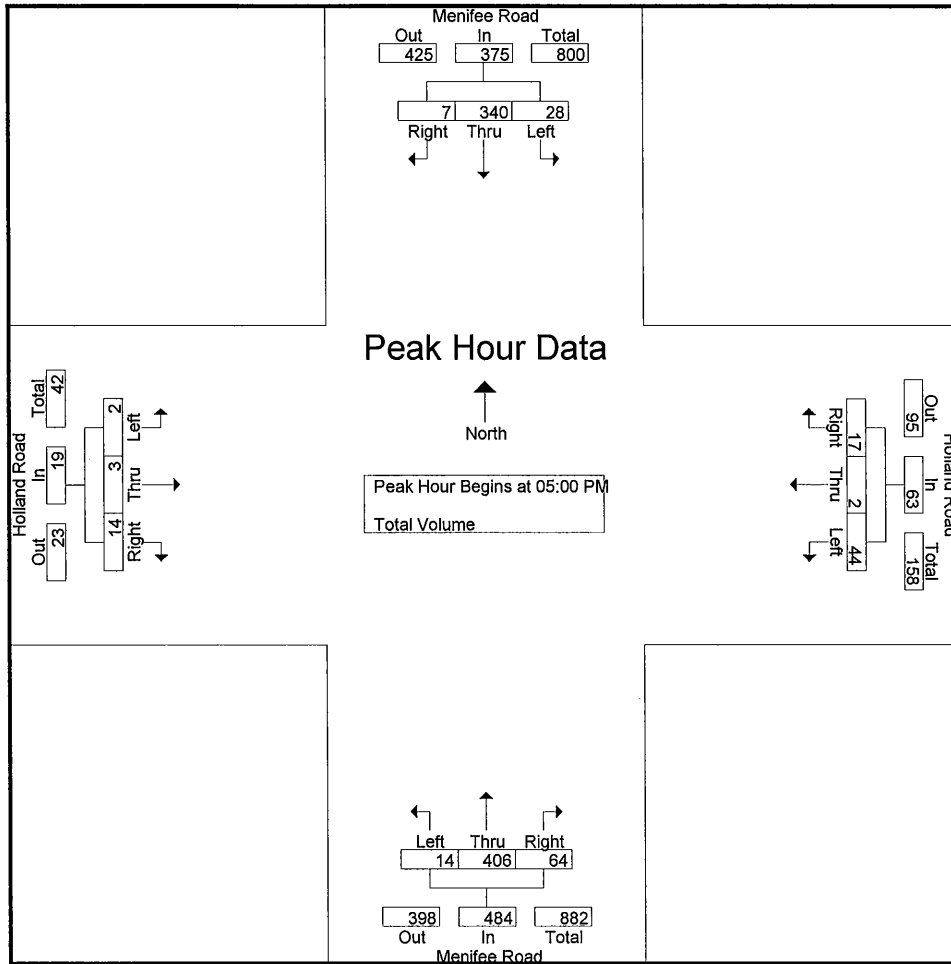 Menifee Road
Out In Total
425 375 800
7 340 28
Right Thru Left
Peak Hour Data
North
Peak Hour Begins at 05:00 PM
Total Volume
Holland Road
Total In Out
42 19 23
2 3 14
Left Thru Right
Right Thru Left
17 2 44
Out In Total
95 63 158
Holland Road
Left Thru Right
14 406 64
398 484 882
Out In Total
Menifee Road